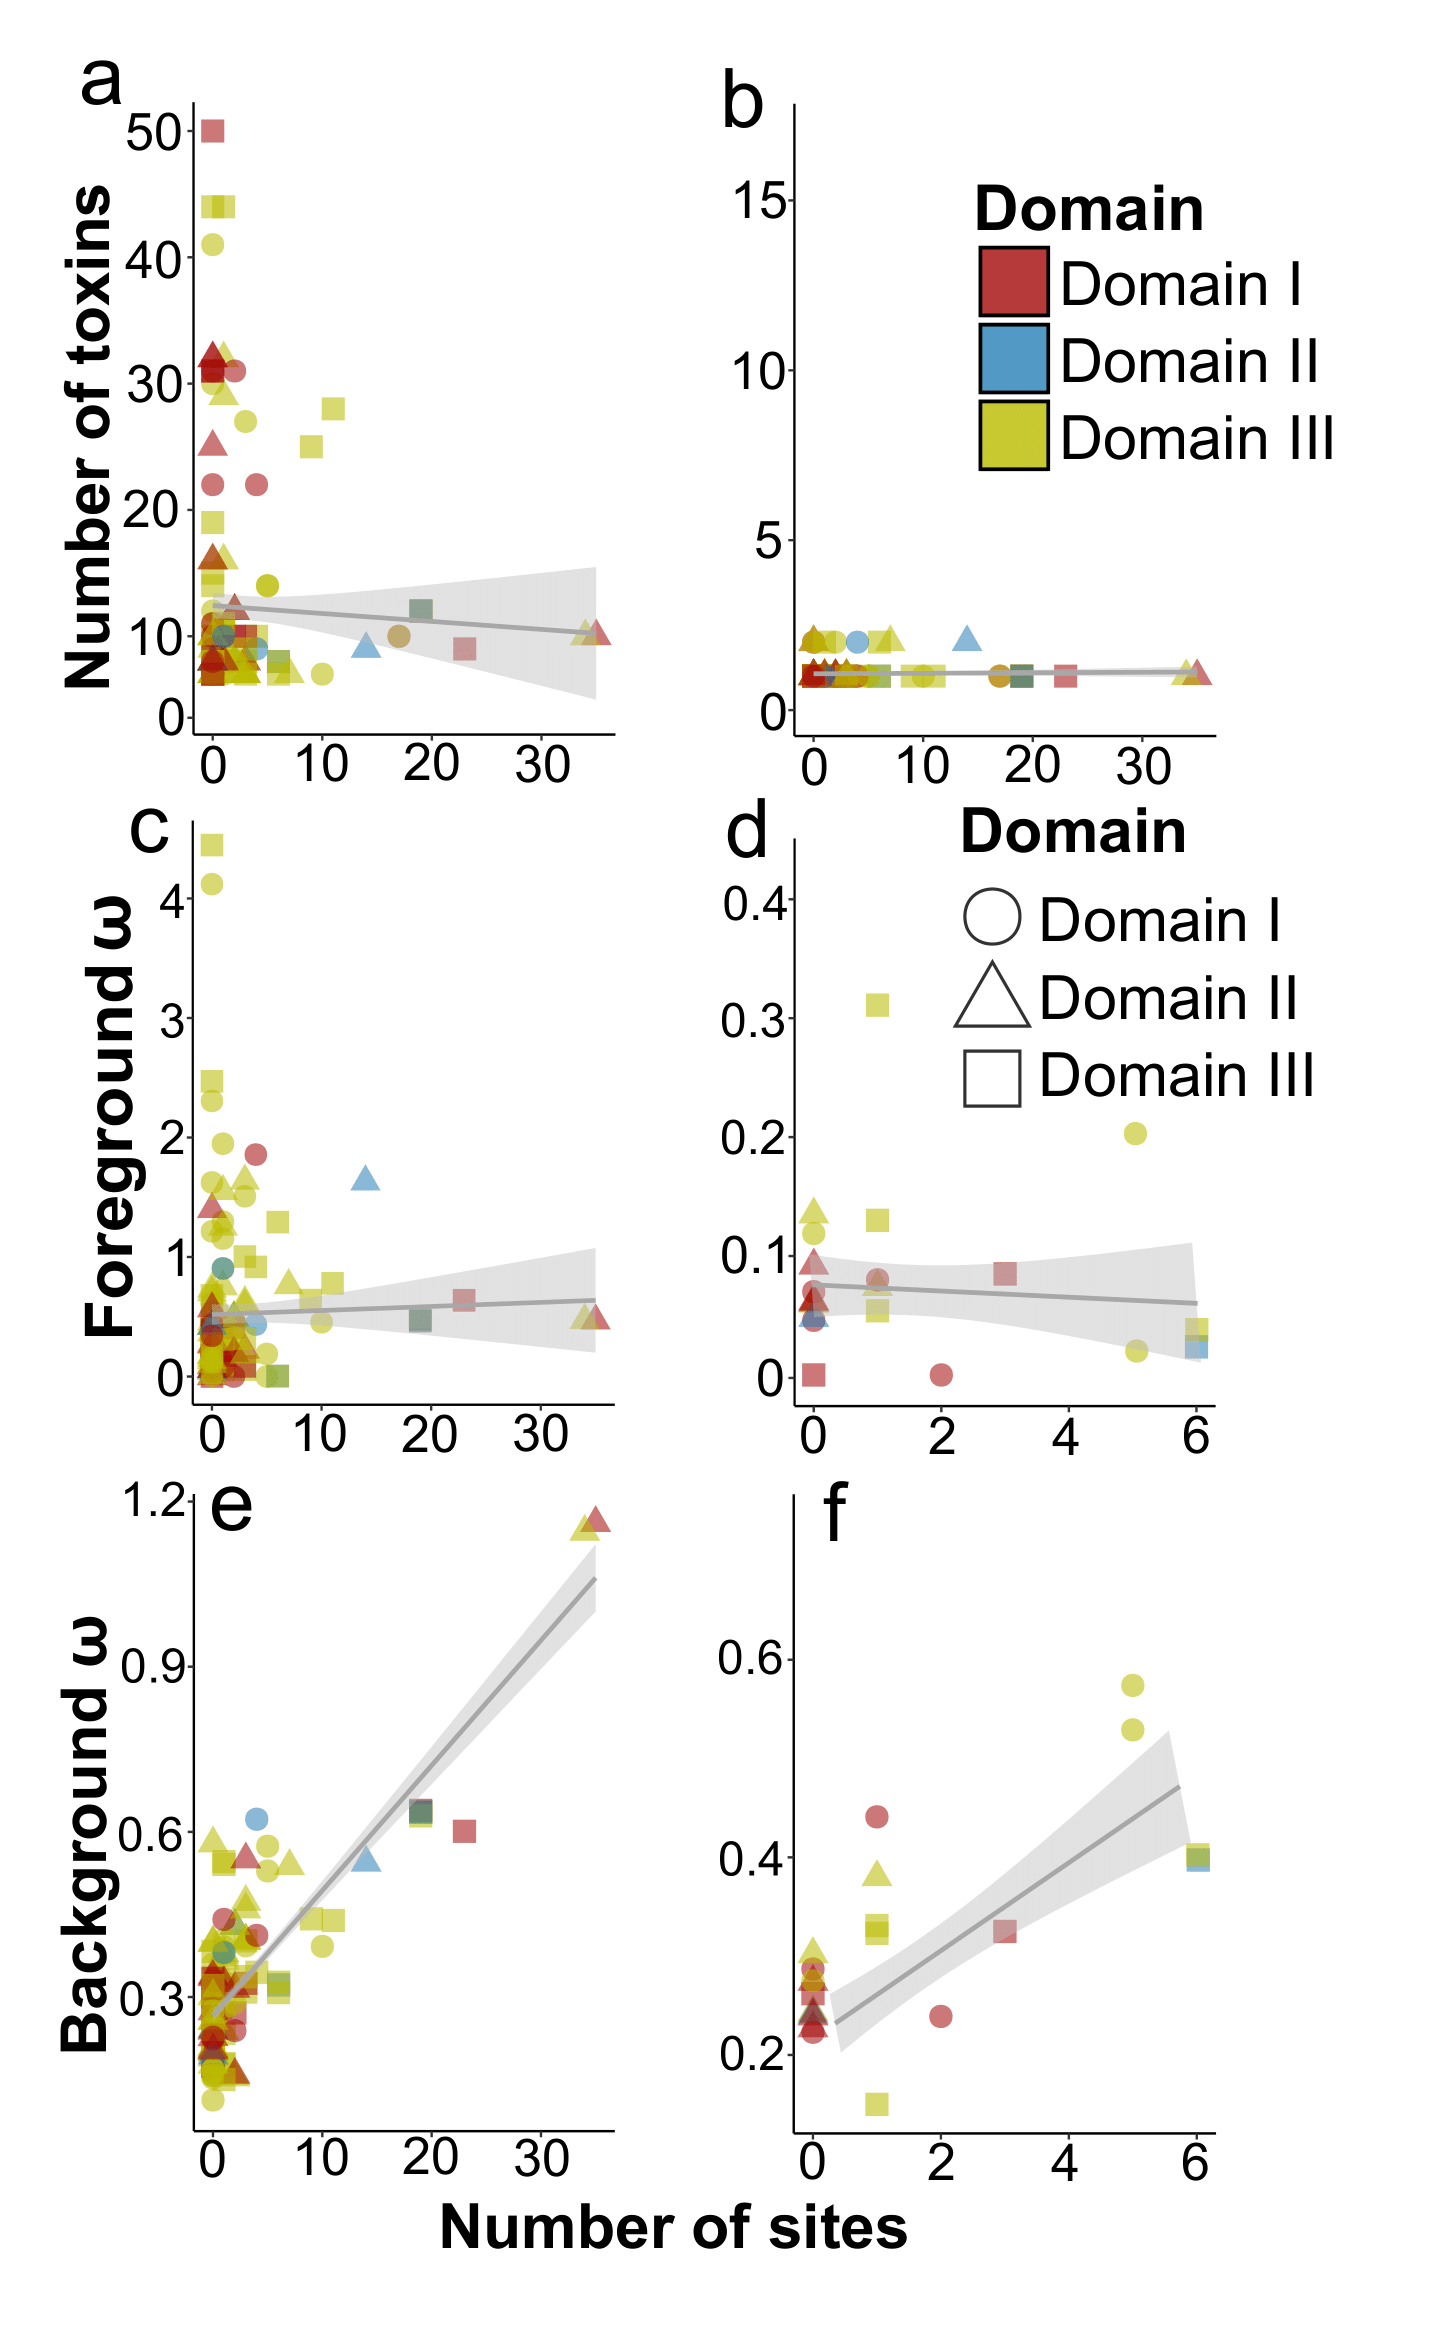 a
50
40
30
20
10
0
Number of toxins
0 10 20 30
b
15
10
5
0
0 10 20 30
Domain
Domain I
Domain II
Domain III
c
4
3
2
1
0
Foreground ω
0 10 20 30
d
0.4
0.3
0.2
0.1
0
0 2 4 6
Domain
Domain I
Domain II
Domain III
e
1.2
0.9
0.6
0.3
Background ω
0 10 20 30
f
0.6
0.4
0.2
0 2 4 6
Number of sites